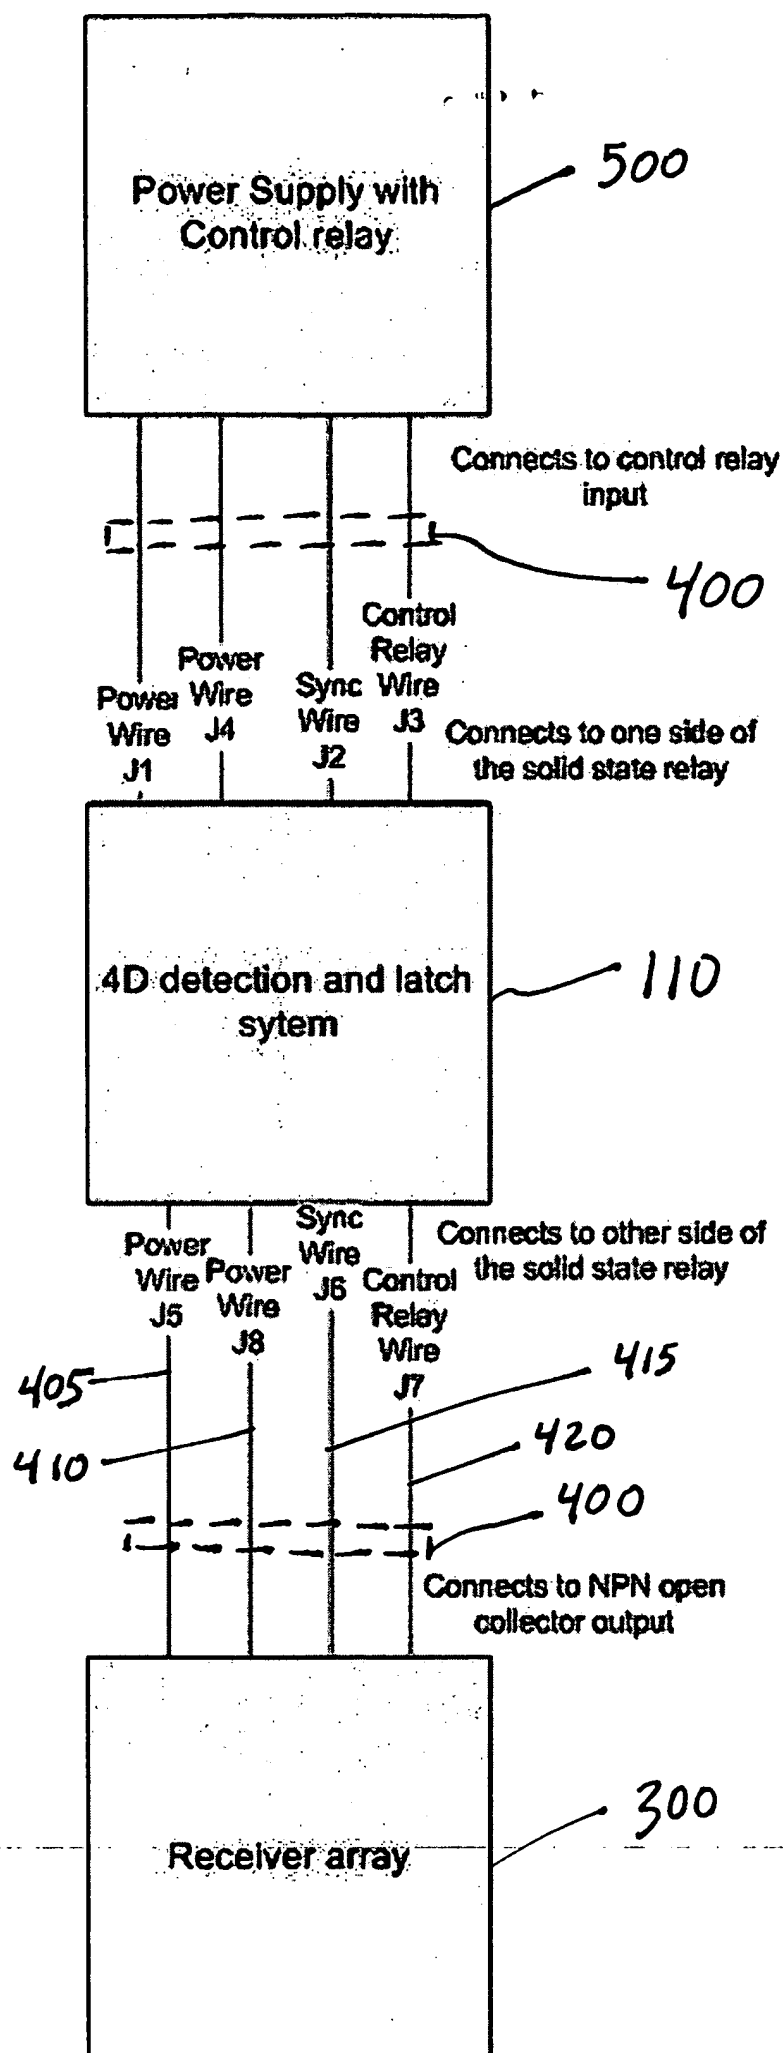 Power Supply with
Control relay
500
Connects to control relay
input
400
Power
Wire
J1
Power
Wire
J4
Sync
Wire
J2
Control
Relay
Wire
J3
Connects to one side of
the solid state relay
4D detection and latch
sytem
110
Power
Wire
J5
Power
Wire
J8
Sync
Wire
J6
Control
Relay
Wire
J7
Connects to other side of
the solid state relay
405
415
410
420
400
Connects to NPN open
collector output
Receiver array
300